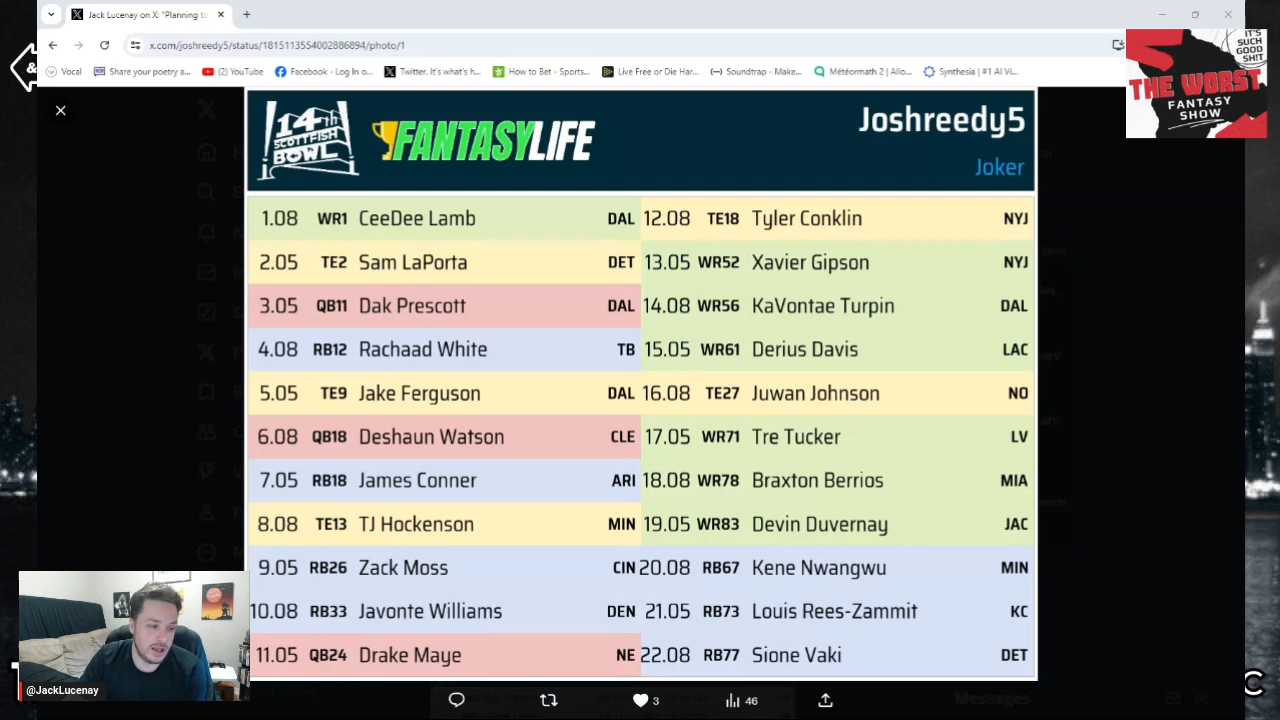 Jack Lucenay on X: "Planning to
x.com/joshreedy5/status/1815113554002886894/photo/1
Vocal
Share your poetry a...
(2) YouTube
Facebook - Log In o...
Twitter. It's what's h...
How to Bet - Sports...
Live Free or Die Har...
Soundtrap - Make...
Météormath 2 | Allo...
Synthesia | #1 AI Vi...
IT'S
SUCH
GOOD
SH!T
THE WORST
FANTASY
SHOW
&
14th
SCOTTFISH
BOWL
FANTASYLIFE
Joshreedy5
Joker
1.08 WR1 CeeDee Lamb DAL
2.05 TE2 Sam LaPorta DET
3.05 QB11 Dak Prescott DAL
4.08 RB12 Rachaad White TB
5.05 TE9 Jake Ferguson DAL
6.08 QB18 Deshaun Watson CLE
7.05 RB18 James Conner ARI
8.08 TE13 TJ Hockenson MIN
9.05 RB26 Zack Moss CIN
10.08 RB33 Javonte Williams DEN
11.05 QB24 Drake Maye NE
12.08 TE18 Tyler Conklin NYJ
13.05 WR52 Xavier Gipson NYJ
14.08 WR56 KaVontae Turpin DAL
15.05 WR61 Derius Davis LAC
16.08 TE27 Juwan Johnson NO
17.05 WR71 Tre Tucker LV
18.08 WR78 Braxton Berrios MIA
19.05 WR83 Devin Duvernay JAC
20.08 RB67 Kene Nwangwu MIN
21.05 RB73 Louis Rees-Zammit KC
22.08 RB77 Sione Vaki DET
@JackLucenay
3
46
Messages
C